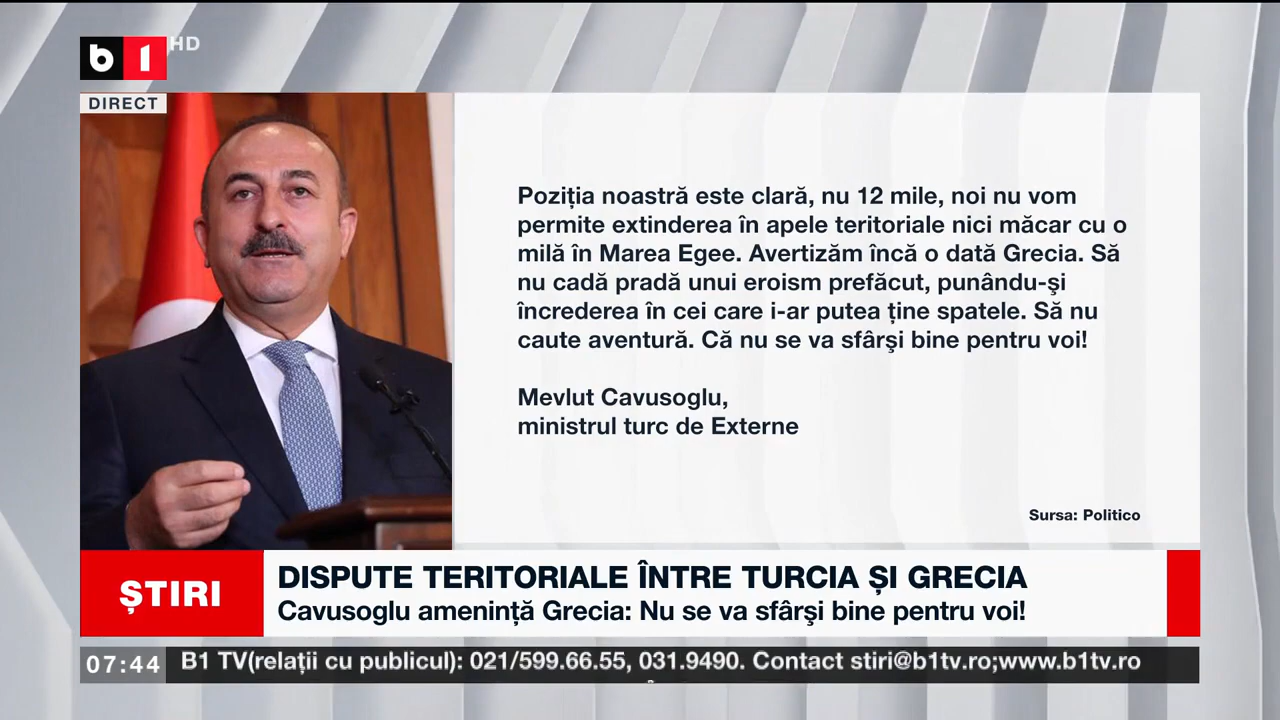 b1 HD
DIRECT
Poziția noastră este clară, nu 12 mile, noi nu vom
permite extinderea în apele teritoriale nici măcar cu o
milă în Marea Egee. Avertizăm încă o dată Grecia. Să
nu cadă pradă unui eroism prefăcut, punându-şi
încrederea în cei care i-ar putea ține spatele. Să nu
caute aventură. Că nu se va sfârşi bine pentru voi!
Mevlut Cavusoglu,
ministrul turc de Externe
Sursa: Politico
ȘTIRI
DISPUTE TERITORIALE ÎNTRE TURCIA ȘI GRECIA
Cavusoglu amenință Grecia: Nu se va sfârşi bine pentru voi!
07:44 B1 TV(relații cu publicul): 021/599.66.55, 031.9490. Contact stiri@b1tv.ro;www.b1tv.ro